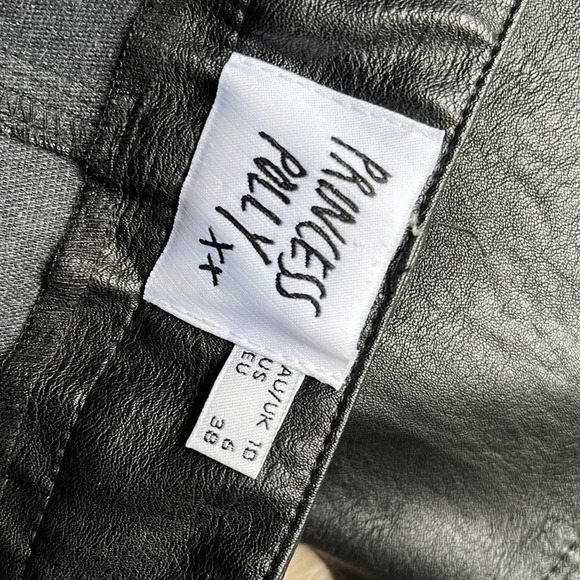 PRINCESS
POLLY
xx
AU/UK 10
US 6
EU 38